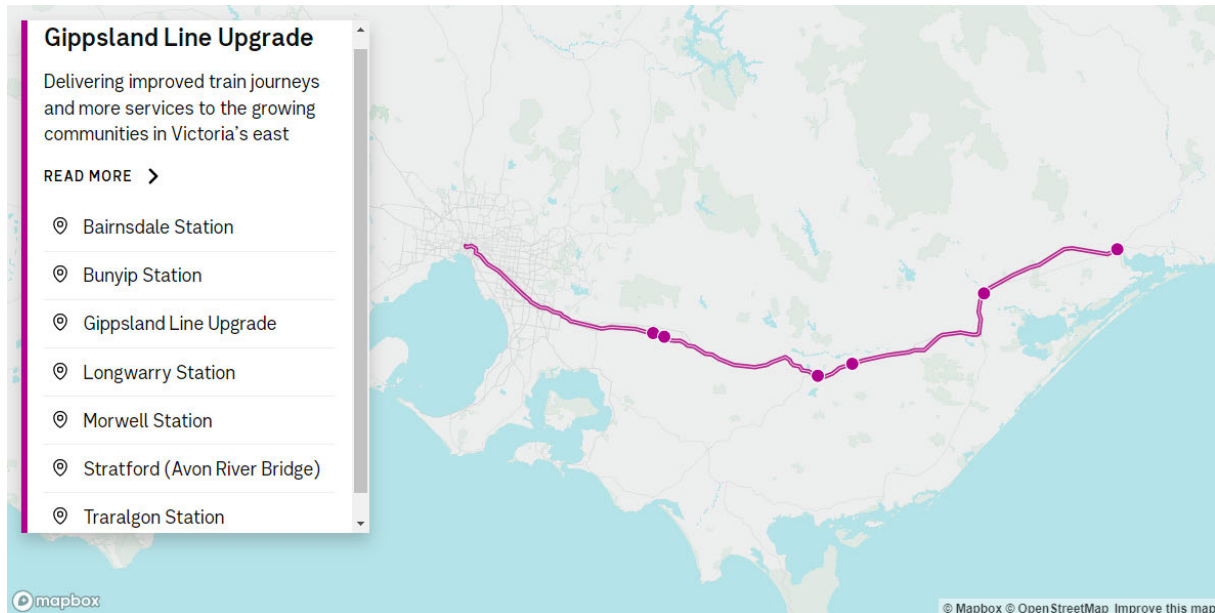 Gippsland Line Upgrade
Delivering improved train journeys
and more services to the growing
communities in Victoria’s east
READ MORE
Bairnsdale Station
Bunyip Station
Gippsland Line Upgrade
Longwarry Station
Morwell Station
Stratford (Avon River Bridge)
Traralgon Station
mapbox
© Mapbox © OpenStreetMap Improve this map